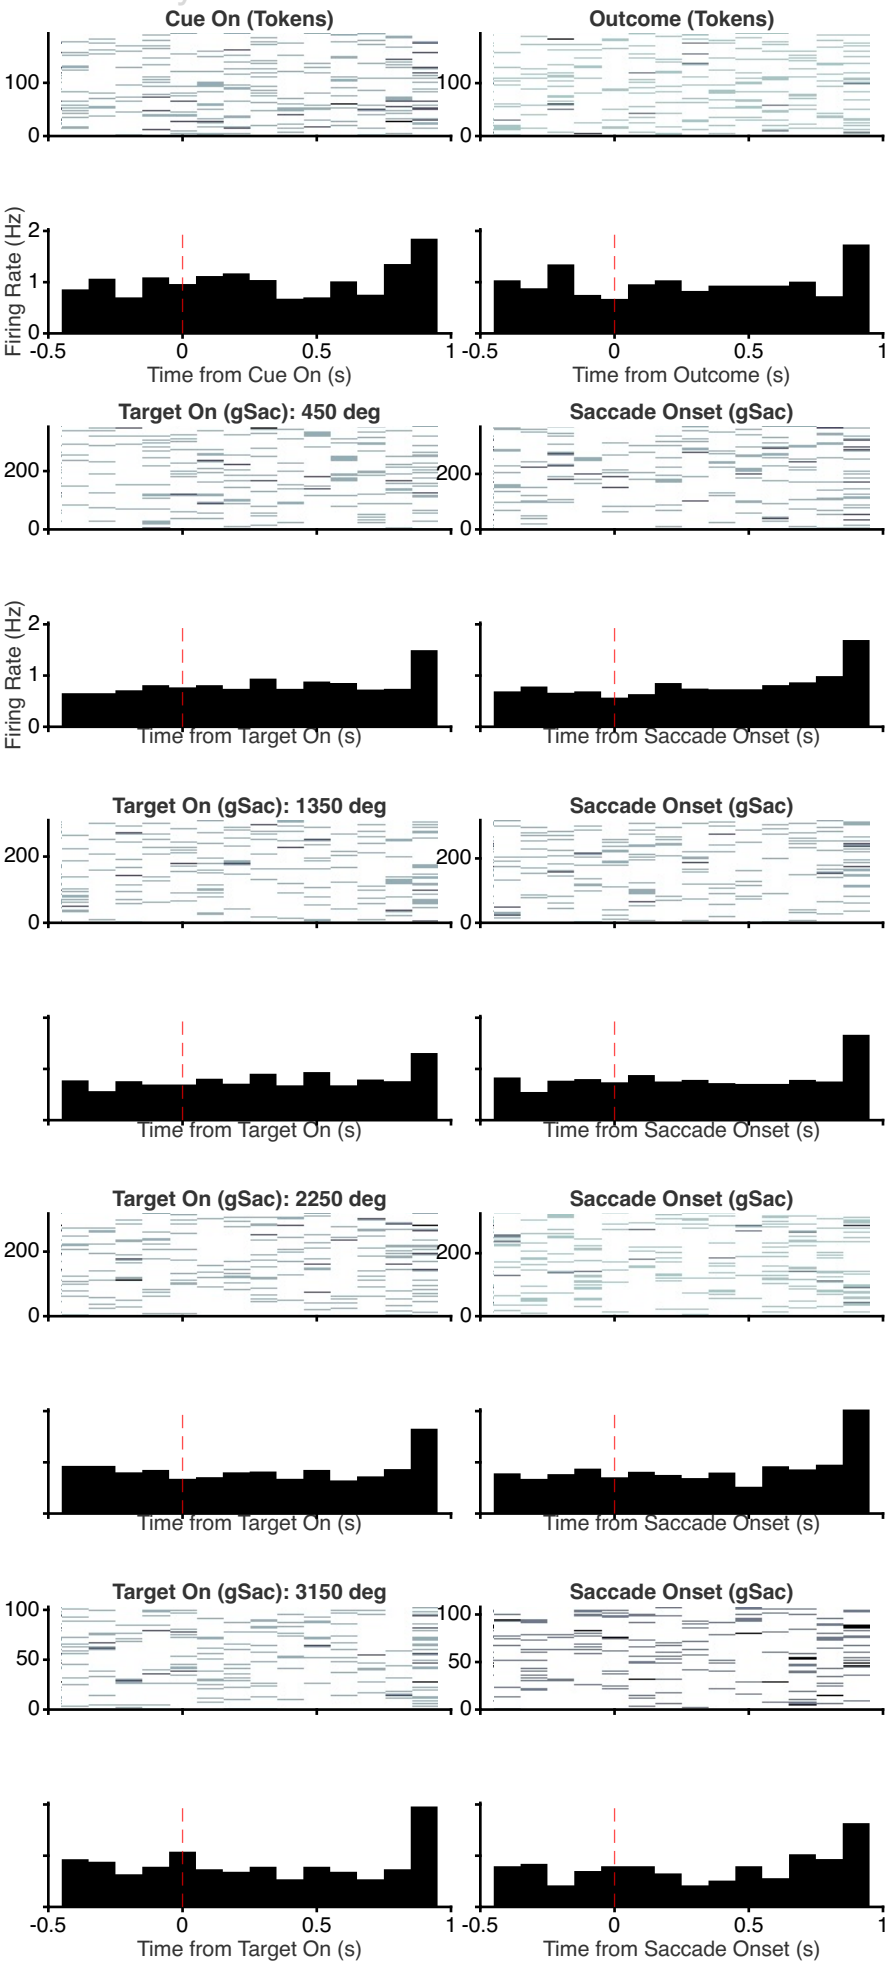 Cue On (Tokens)
Outcome (Tokens)
100
0
100
0
Firing Rate (Hz)
2
1
0
-0.5
0
0.5
1
-0.5
0
0.5
1
Time from Cue On (s)
Time from Outcome (s)
Target On (gSac): 450 deg
Saccade Onset (gSac)
200
0
200
0
Firing Rate (Hz)
2
1
0
Time from Target On (s)
Time from Saccade Onset (s)
Target On (gSac): 1350 deg
Saccade Onset (gSac)
200
0
200
0
Time from Target On (s)
Time from Saccade Onset (s)
Target On (gSac): 2250 deg
Saccade Onset (gSac)
200
0
200
0
Time from Target On (s)
Time from Saccade Onset (s)
Target On (gSac): 3150 deg
Saccade Onset (gSac)
100
50
0
100
50
0
-0.5
0
0.5
1
-0.5
0
0.5
1
Time from Target On (s)
Time from Saccade Onset (s)